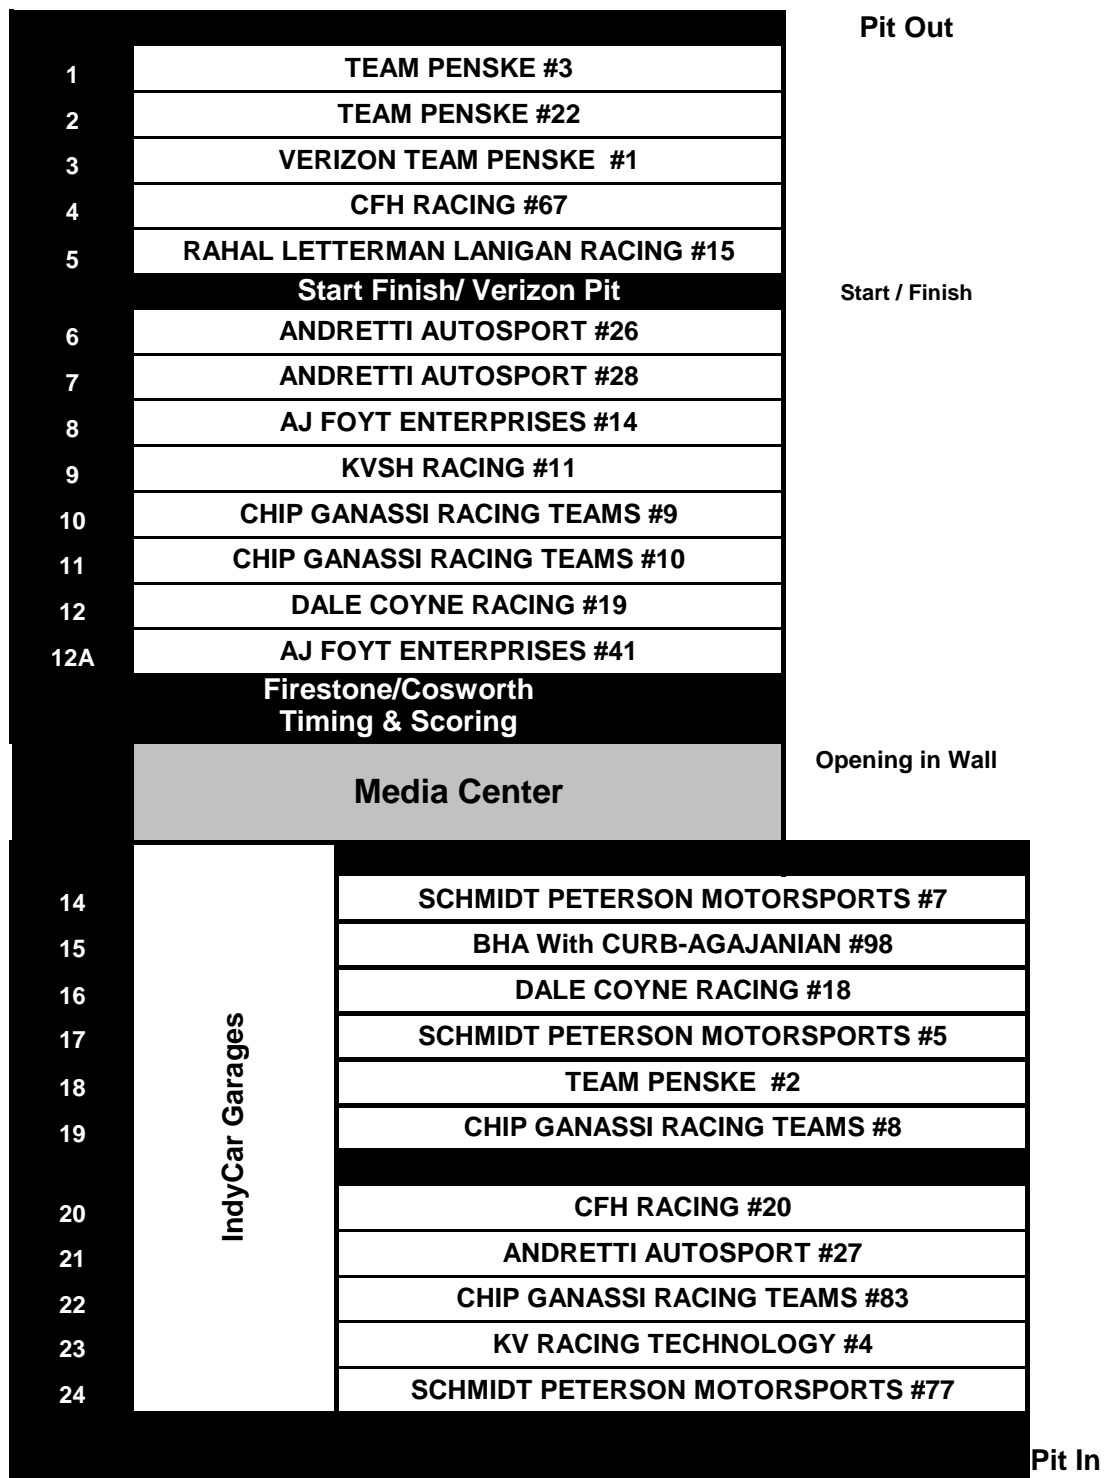 Pit Out
1 TEAM PENSKE #3
2 TEAM PENSKE #22
3 VERIZON TEAM PENSKE #1
4 CFH RACING #67
5 RAHAL LETTERMAN LANIGAN RACING #15
Start Finish/ Verizon Pit Start / Finish
6 ANDRETTI AUTOSPORT #26
7 ANDRETTI AUTOSPORT #28
8 AJ FOYT ENTERPRISES #14
9 KVSH RACING #11
10 CHIP GANASSI RACING TEAMS #9
11 CHIP GANASSI RACING TEAMS #10
12 DALE COYNE RACING #19
12A AJ FOYT ENTERPRISES #41
Firestone/Cosworth
Timing & Scoring
Opening in Wall
Media Center
14 SCHMIDT PETERSON MOTORSPORTS #7
15 BHA With CURB-AGAJANIAN #98
16 DALE COYNE RACING #18
17 SCHMIDT PETERSON MOTORSPORTS #5
18 TEAM PENSKE #2
19 CHIP GANASSI RACING TEAMS #8
IndyCar Garages
20 CFH RACING #20
21 ANDRETTI AUTOSPORT #27
22 CHIP GANASSI RACING TEAMS #83
23 KV RACING TECHNOLOGY #4
24 SCHMIDT PETERSON MOTORSPORTS #77
Pit In